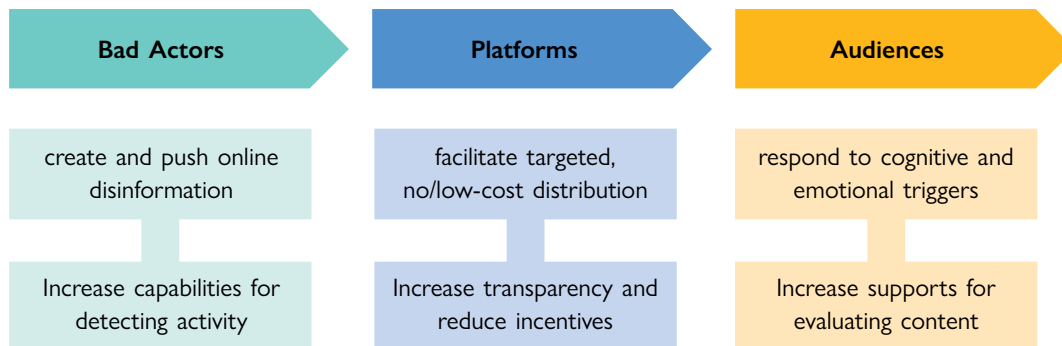 Bad Actors
Platforms
Audiences
create and push online
disinformation
facilitate targeted,
no/low-cost distribution
respond to cognitive and
emotional triggers
Increase capabilities for
detecting activity
Increase transparency and
reduce incentives
Increase supports for
evaluating content